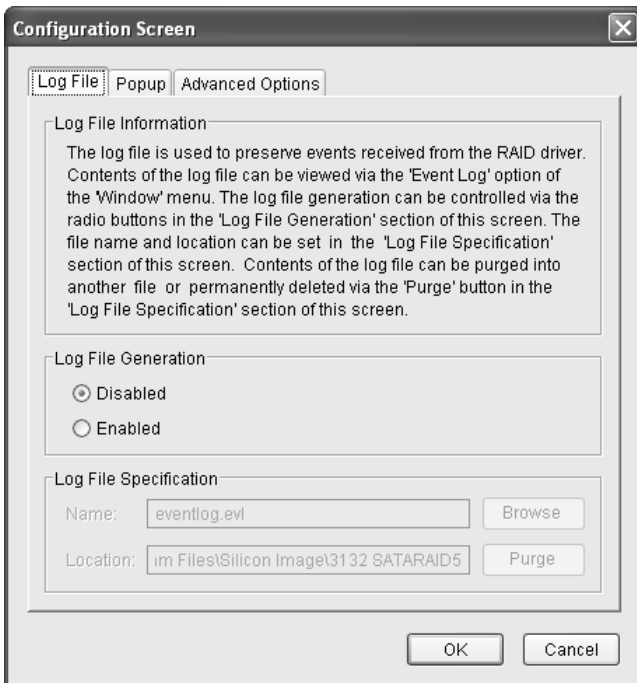 Configuration Screen
Log File Popup Advanced Options
Log File Information
The log file is used to preserve events received from the RAID driver.
Contents of the log file can be viewed via the 'Event Log' option of
the 'Window' menu. The log file generation can be controlled via the
radio buttons in the 'Log File Generation' section of this screen. The
file name and location can be set in the 'Log File Specification'
section of this screen. Contents of the log file can be purged into
another file or permanently deleted via the 'Purge' button in the
'Log File Specification' section of this screen.
Log File Generation
Disabled
Enabled
Log File Specification
Name: eventlog.evl Browse
Location: ım Files\Silicon Image\3132 SATARAID5 Purge
OK Cancel